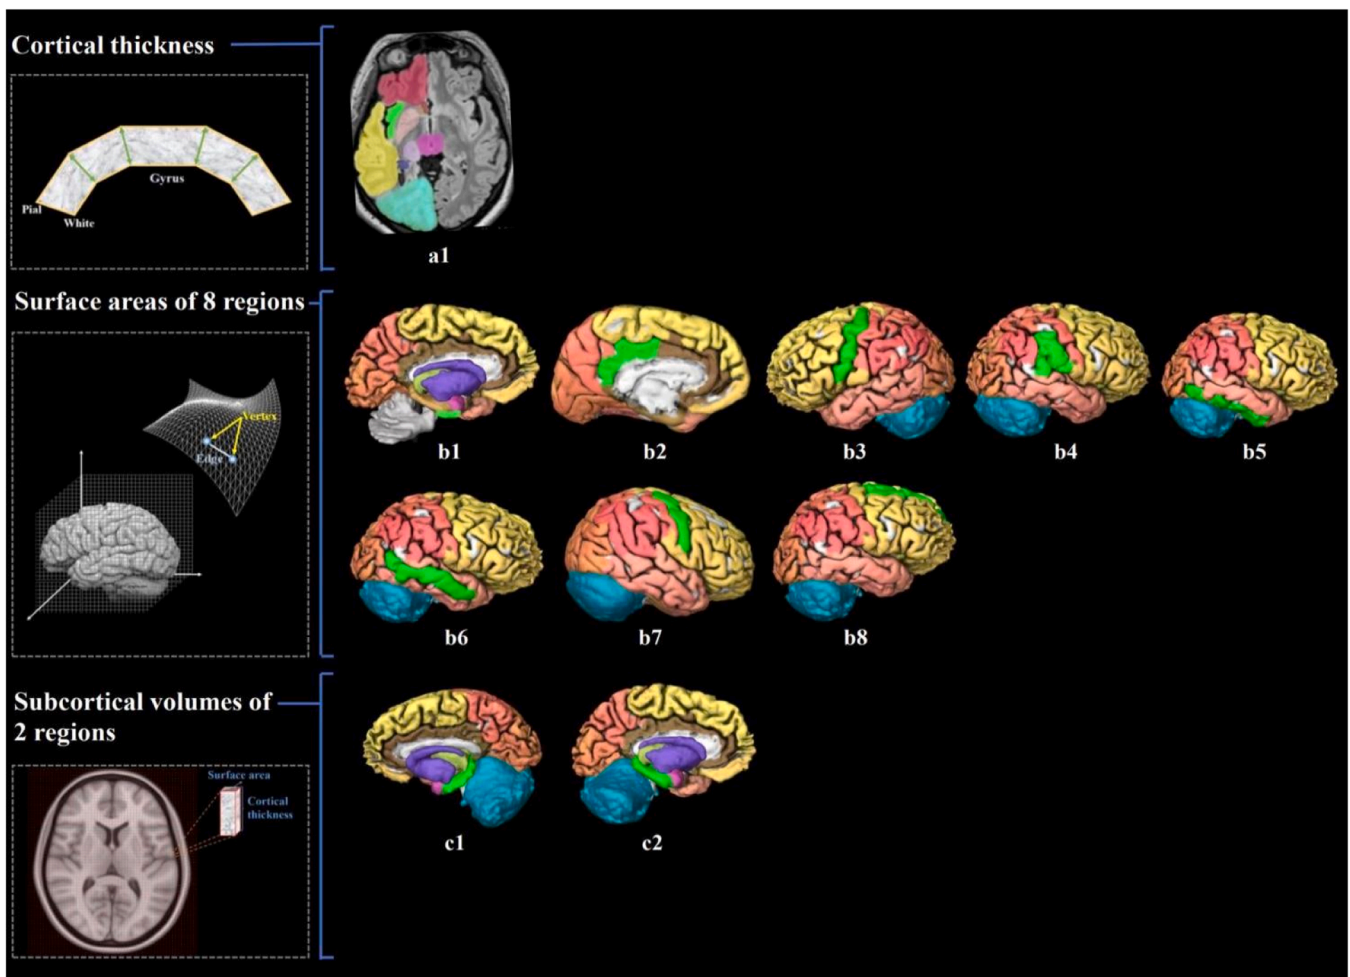 Cortical thickness
Gyrus
Pial
White
a1
Surface areas of 8 regions
Vertex
Edge
b1 b2 b3 b4 b5
b6 b7 b8
Subcortical volumes of
2 regions
Surface area
Cortical
thickness
c1 c2